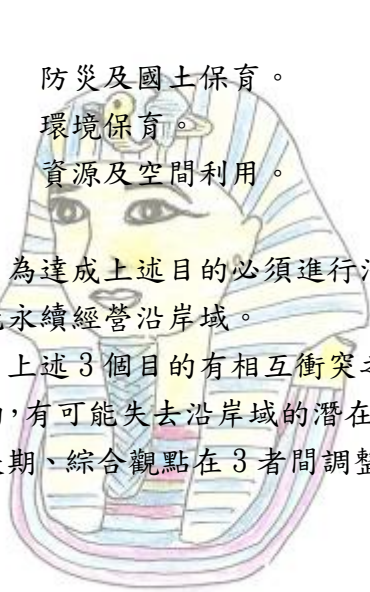 防災及國土保育。
環境保育。
資源及空間利用。
為達成上述目的必須進行
永續經營沿岸域。
上述3個目的有相互衝突
,有可能失去沿岸域的潛在
期、綜合觀點在3者間調整